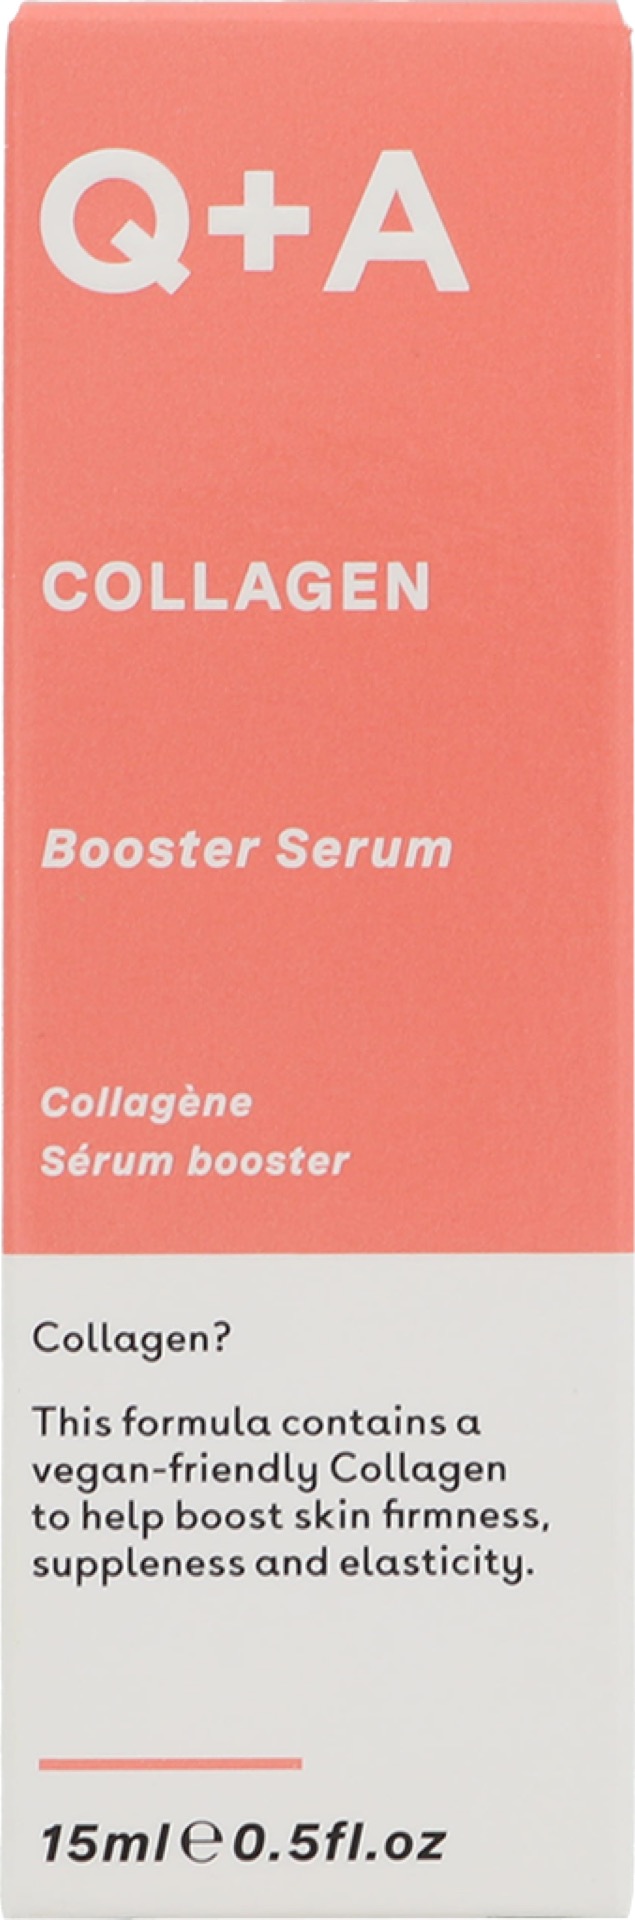 Q+A
COLLAGEN
Booster Serum
Collagène
Sérum booster
Collagen?
This formula contains a
vegan-friendly Collagen
to help boost skin firmness,
suppleness and elasticity.
15ml ℮ 0.5fl.oz